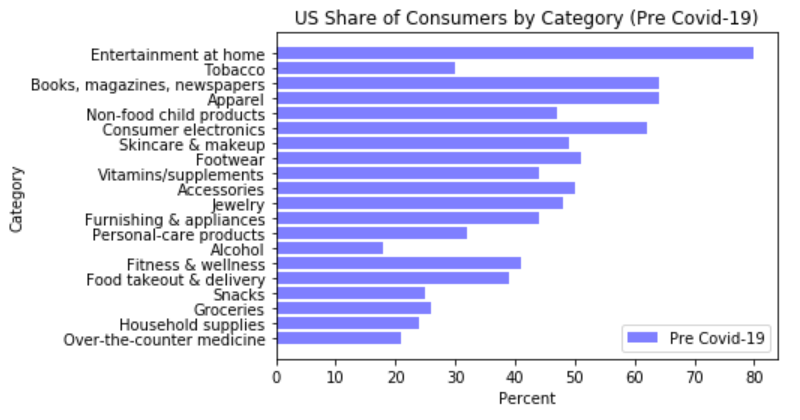 US Share of Consumers by Category (Pre Covid-19)
Category
Entertainment at home
Tobacco
Books, magazines, newspapers
Apparel
Non-food child products
Consumer electronics
Skincare & makeup
Footwear
Vitamins/supplements
Accessories
Jewelry
Furnishing & appliances
Personal-care products
Alcohol
Fitness & wellness
Food takeout & delivery
Snacks
Groceries
Household supplies
Over-the-counter medicine
Pre Covid-19
0 10 20 30 40 50 60 70 80
Percent